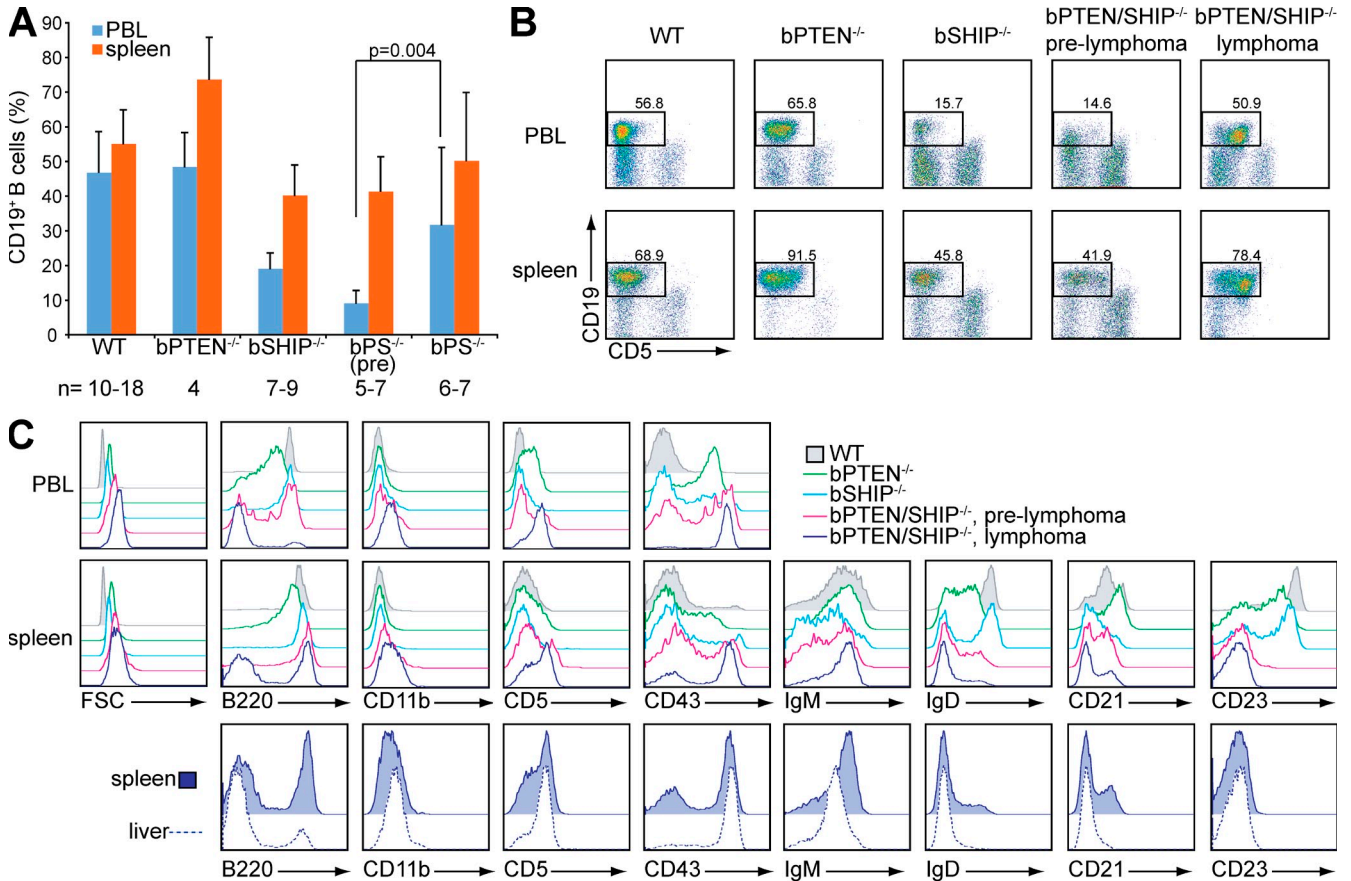 A
90
80
70
60
50
40
30
20
10
0
CD19⁺ B cells (%)
PBL
spleen
p=0.004
WT bPTEN⁻/⁻ bSHIP⁻/⁻ bPS⁻/⁻ bPS⁻/⁻
(pre)
n= 10-18 4 7-9 5-7 6-7
B
WT bPTEN⁻/⁻ bSHIP⁻/⁻ bPTEN/SHIP⁻/⁻ bPTEN/SHIP⁻/⁻
pre-lymphoma lymphoma
PBL
56.8 65.8 15.7 14.6 50.9
spleen
68.9 91.5 45.8 41.9 78.4
CD19
CD5
C
PBL
WT
bPTEN⁻/⁻
bSHIP⁻/⁻
bPTEN/SHIP⁻/⁻, pre-lymphoma
bPTEN/SHIP⁻/⁻, lymphoma
spleen
FSC B220 CD11b CD5 CD43 IgM IgD CD21 CD23
spleen
liver
B220 CD11b CD5 CD43 IgM IgD CD21 CD23